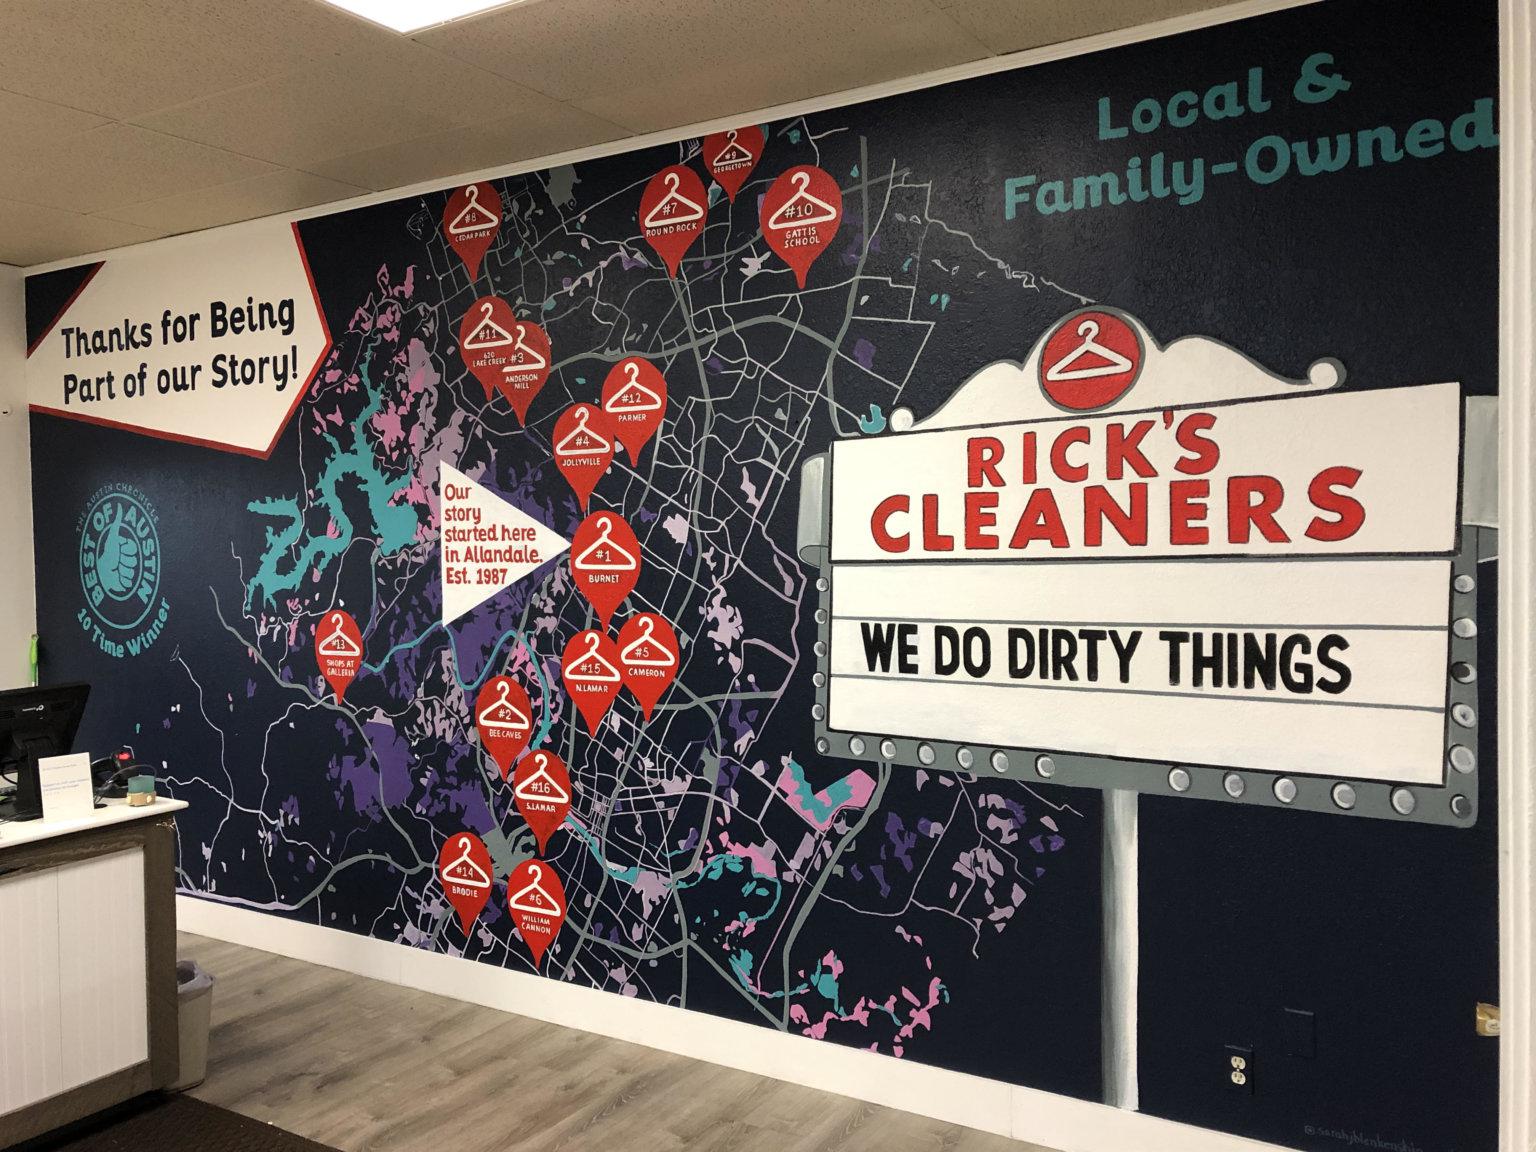 Local &
Family-Owned
#9
GEORGETOWN
#8
CEDAR PARK
#7
ROUND ROCK
#10
GATTIS
SCHOOL
Thanks for Being
Part of our Story!
#11
620
LAKE CREEK
#3
ANDERSON
MILL
#12
PARMER
#4
JOLLYVILLE
RICK'S
CLEANERS
WE DO DIRTY THINGS
Our
story
started here
in Allandale.
Est. 1987
#1
BURNET
THE AUSTIN CHRONICLE
BEST OF AUSTIN
10 Time Winner
#13
SHOPS AT
GALLERIA
#15
N.LAMAR
#5
CAMERON
#2
BEE CAVES
#16
S.LAMAR
#14
BRODIE
#6
WILLIAM
CANNON